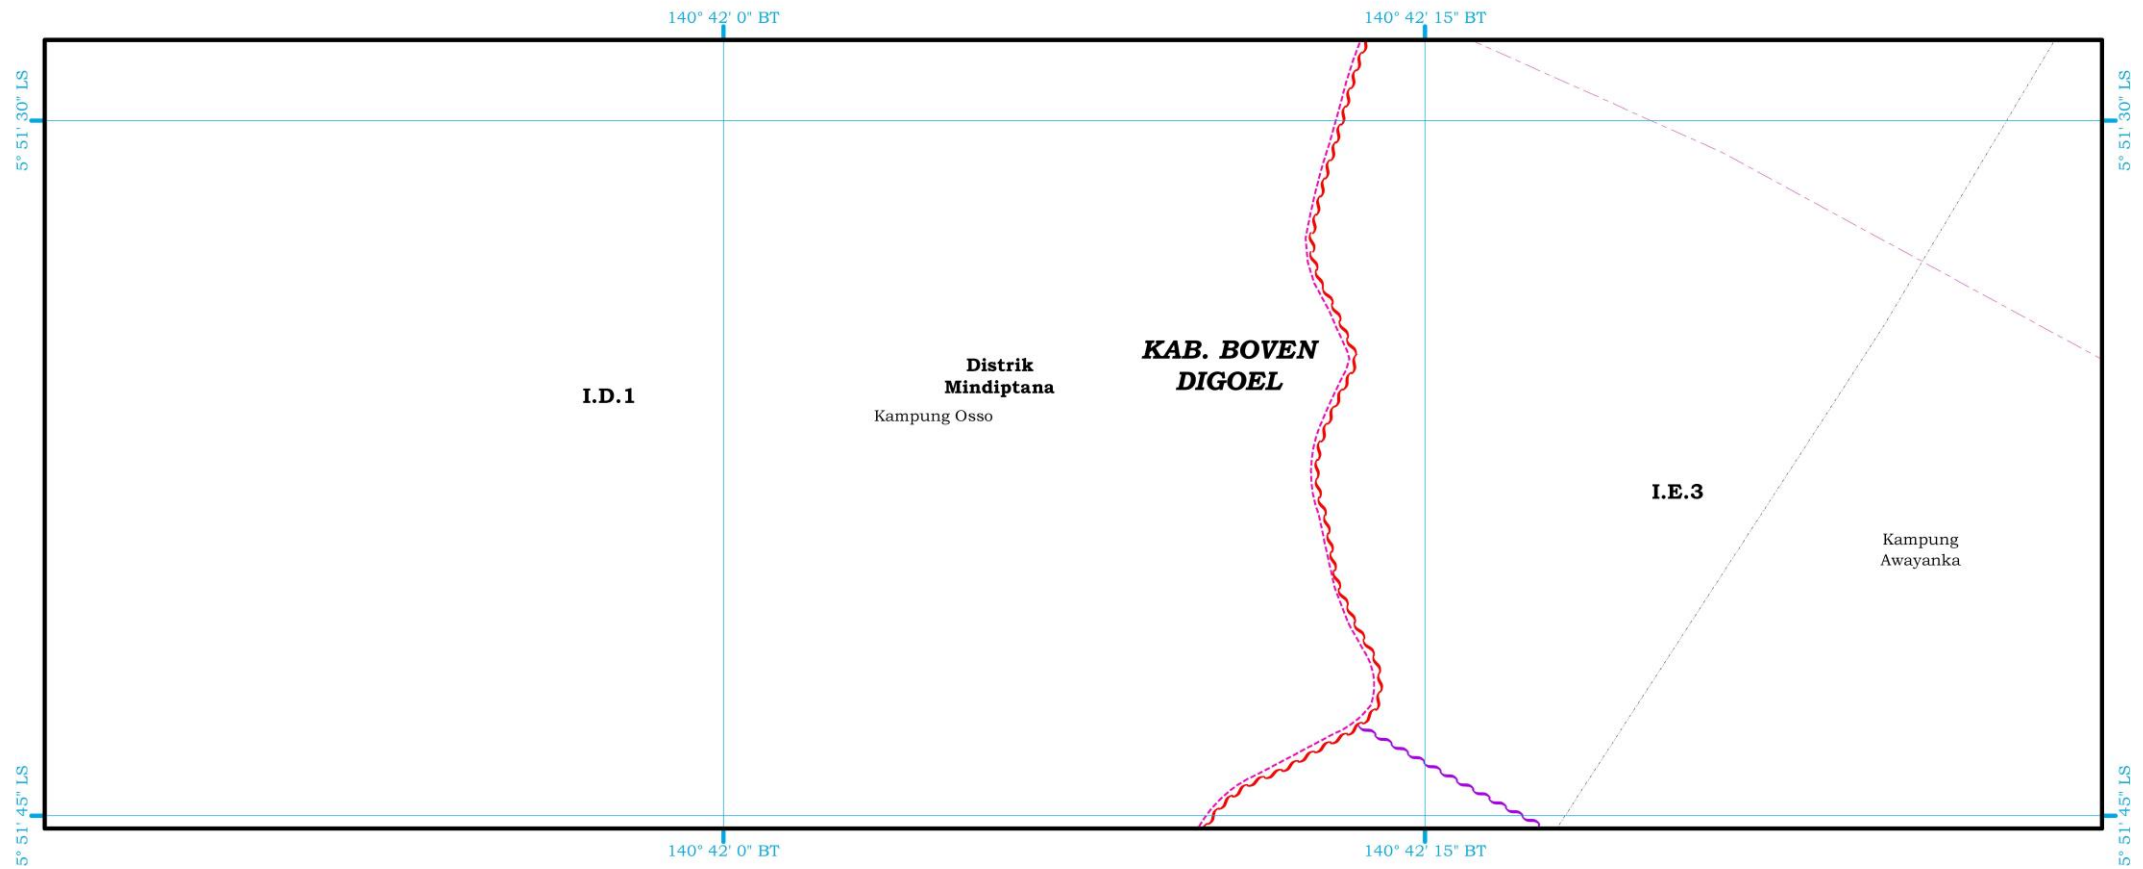 140° 42' 0" BT
140° 42' 15" BT
5° 51' 30" LS
5° 51' 30" LS
KAB. BOVEN
DIGOEL
Distrik
Mindiptana
I.D.1
Kampung Osso
I.E.3
Kampung
Awayanka
5° 51' 45" LS
5° 51' 45" LS
140° 42' 0" BT
140° 42' 15" BT